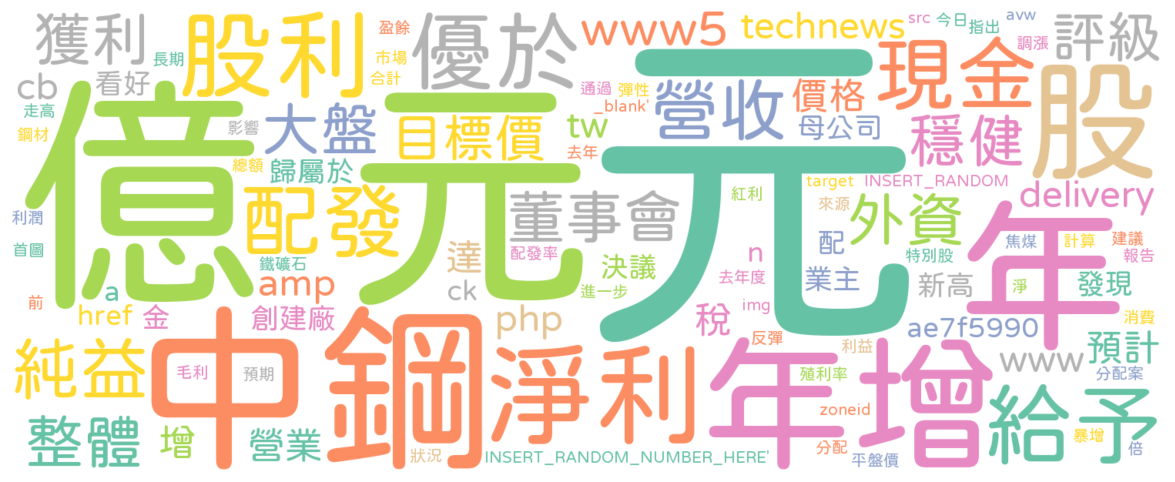 獲利
長期
股利
盈餘
優於
www5
technews
src
今日
avw
指出
評級
cb
看好
市場
合計
通過
彈性
_blank'
元
現金
調漲
走高
鋼材
億
影響
大盤
元
目標價
tw
營收
價格
母公司
穩健
股
總額
歸屬於
去年
元
target
INSERT_RANDOM
利潤
配發
董事會
紅利
來源
外資
delivery
首圖
鐵礦石
達
配發率
決議
n
配
特別股
年
焦煤
計算
建議
報告
前
a
amp
ck
進一步
去年度
業主
新高
淨
發現
href
金
創建廠
php
img
稅
ae7f5990
消費
純益
中
鋼
淨利
反彈
利益
www
預計
毛利
預期
年增
殖利率
分配案
整體
增
營業
狀況
zoneid
給予
暴增
INSERT_RANDOM_NUMBER_HERE'
分配
平盤價
倍